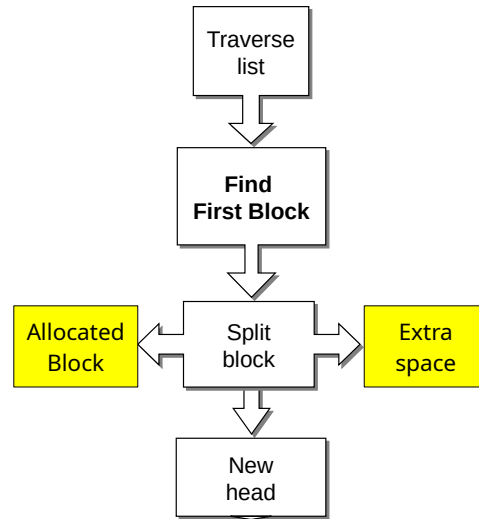 Traverse
list
Find
First Block
Allocated
Block
Split
block
Extra
space
New
head